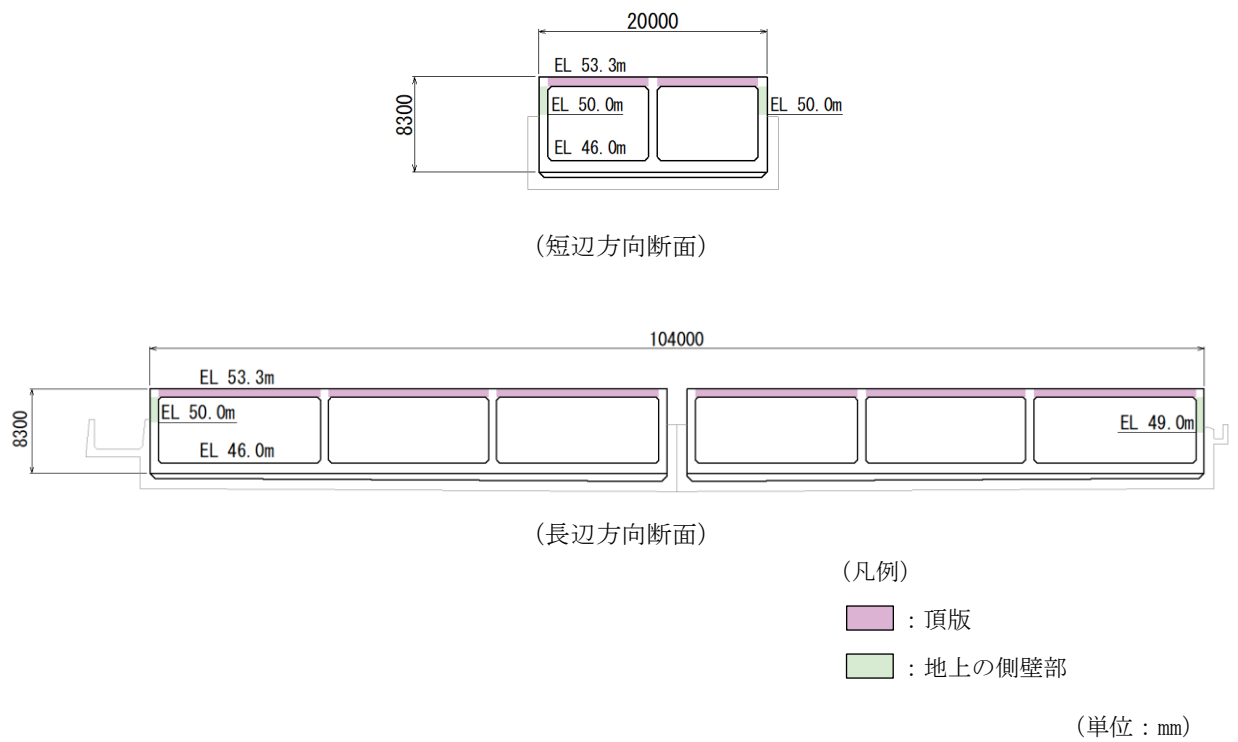 20000
EL 53.3m
8300
EL 50.0m
EL 50.0m
EL 46.0m
(短辺方向断面)
104000
EL 53.3m
8300
EL 50.0m
EL 49.0m
EL 46.0m
(長辺方向断面)
(凡例)
:頂版
:地上の側壁部
(単位:mm)